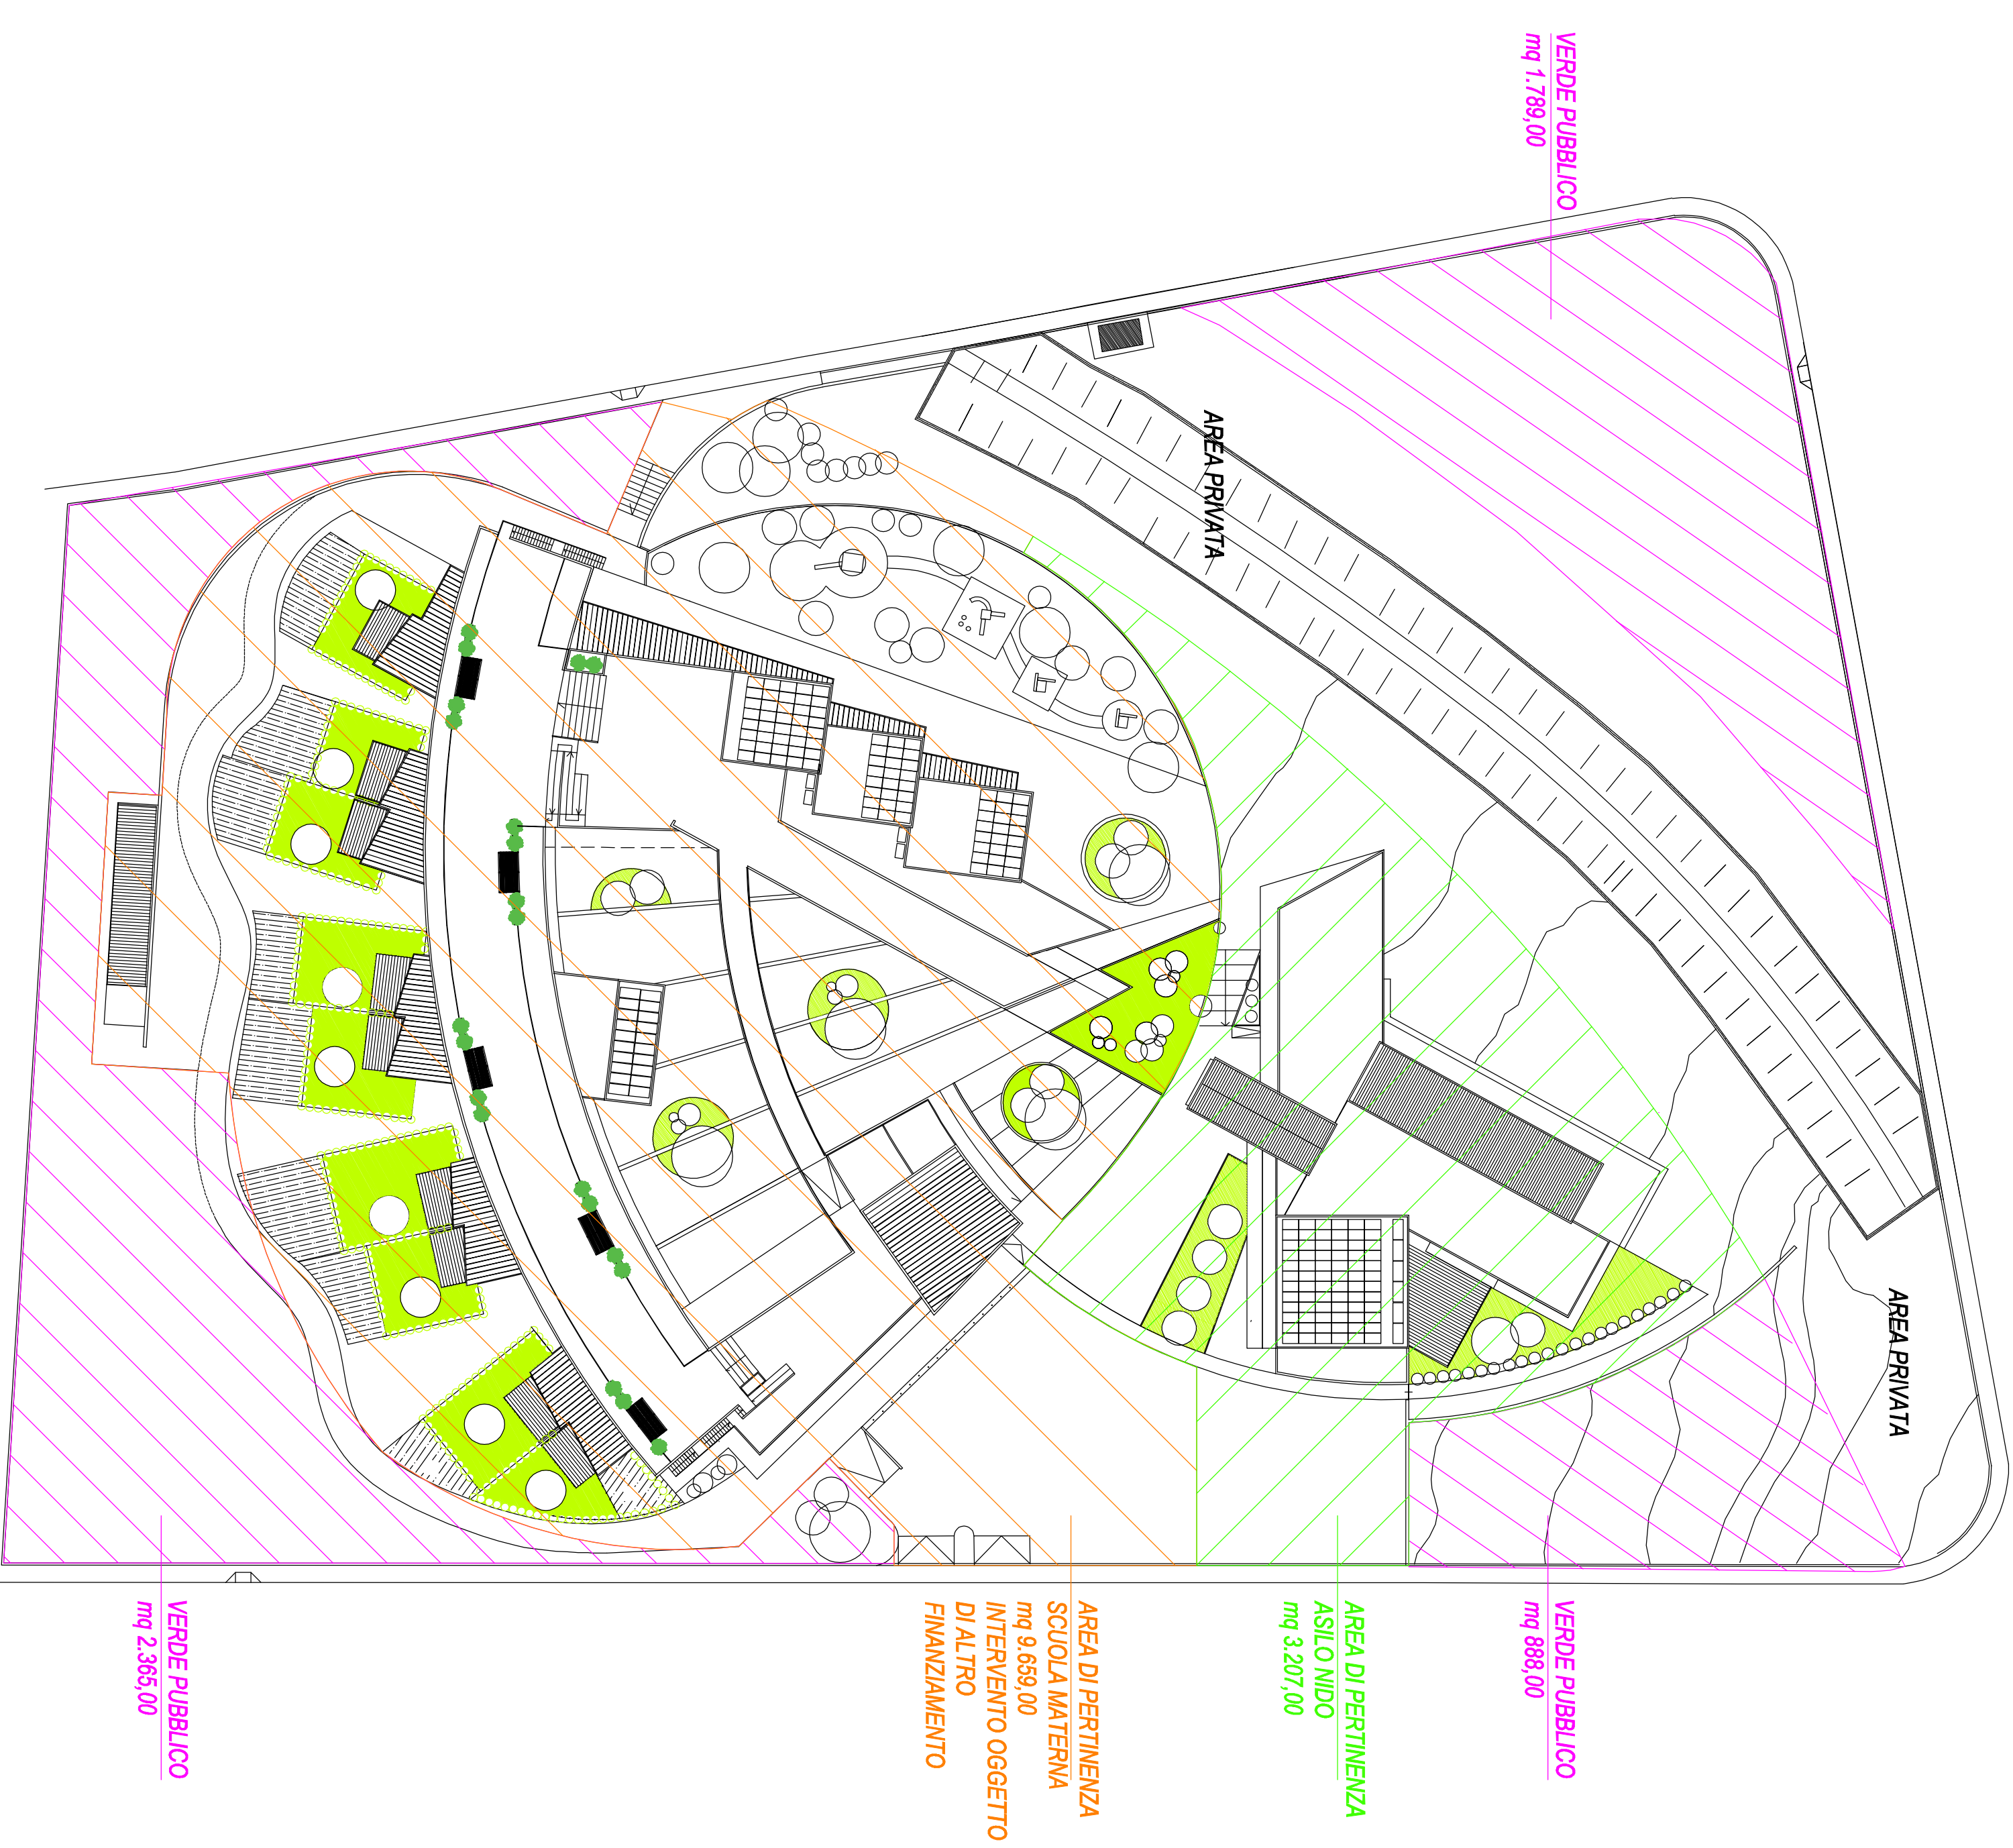 VERDE PUBBLICO
mq 1.789,00
AREA PRIVATA
AREA PRIVATA
VERDE PUBBLICO
mq 888,00
AREA DI PERTINENZA
ASILO NIDO
mq 3.207,00
AREA DI PERTINENZA
SCUOLA MATERNA
mq 9.659,00
INTERVENTO OGGETTO
DI ALTRO
FINANZIAMENTO
VERDE PUBBLICO
mq 2.365,00